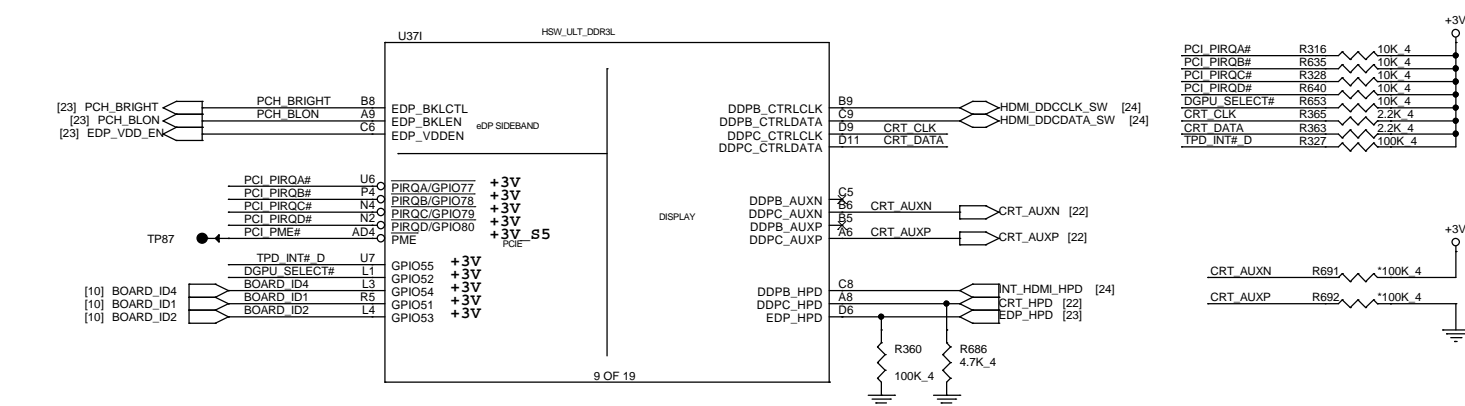 U37I
HSW_ULT_DDR3L
[23] PCH_BRIGHT PCH_BRIGHT B8 EDP_BKLCTL
[23] PCH_BLON PCH_BLON A9 EDP_BKLEN
[23] EDP_VDD_EN C6 EDP_VDDEN
eDP SIDEBAND
PCI_PIRQA# U6 PIRQA/GPIO77 +3V
PCI_PIRQB# P4 PIRQB/GPIO78 +3V
PCI_PIRQC# N4 PIRQC/GPIO79 +3V
PCI_PIRQD# N2 PIRQD/GPIO80 +3V
TP87 PCI_PME# AD4 PME +3V_S5
PCIE
TPD_INT#_D U7 GPIO55 +3V
DGPU_SELECT# L1 GPIO52 +3V
[10] BOARD_ID4 BOARD_ID4 L3 GPIO54 +3V
[10] BOARD_ID1 BOARD_ID1 R5 GPIO51 +3V
[10] BOARD_ID2 BOARD_ID2 L4 GPIO53 +3V
DISPLAY
9 OF 19
DDPB_CTRLCLK B9 HDMI_DDCCLK_SW [24]
DDPB_CTRLDATA C9 HDMI_DDCDATA_SW [24]
DDPC_CTRLCLK D9 CRT_CLK
DDPC_CTRLDATA D11 CRT_DATA
DDPB_AUXN C5
DDPC_AUXN B6 CRT_AUXN CRT_AUXN [22]
DDPB_AUXP B5
DDPC_AUXP A6 CRT_AUXP CRT_AUXP [22]
DDPB_HPD C8 INT_HDMI_HPD [24]
DDPC_HPD A8 CRT_HPD [22]
EDP_HPD D6 EDP_HPD [23]
R360
100K_4
R686
4.7K_4
+3V
PCI_PIRQA# R316 10K_4
PCI_PIRQB# R635 10K_4
PCI_PIRQC# R328 10K_4
PCI_PIRQD# R640 10K_4
DGPU_SELECT# R653 10K_4
CRT_CLK R365 2.2K_4
CRT_DATA R363 2.2K_4
TPD_INT#_D R327 100K_4
+3V
CRT_AUXN R691 *100K_4
CRT_AUXP R692 *100K_4